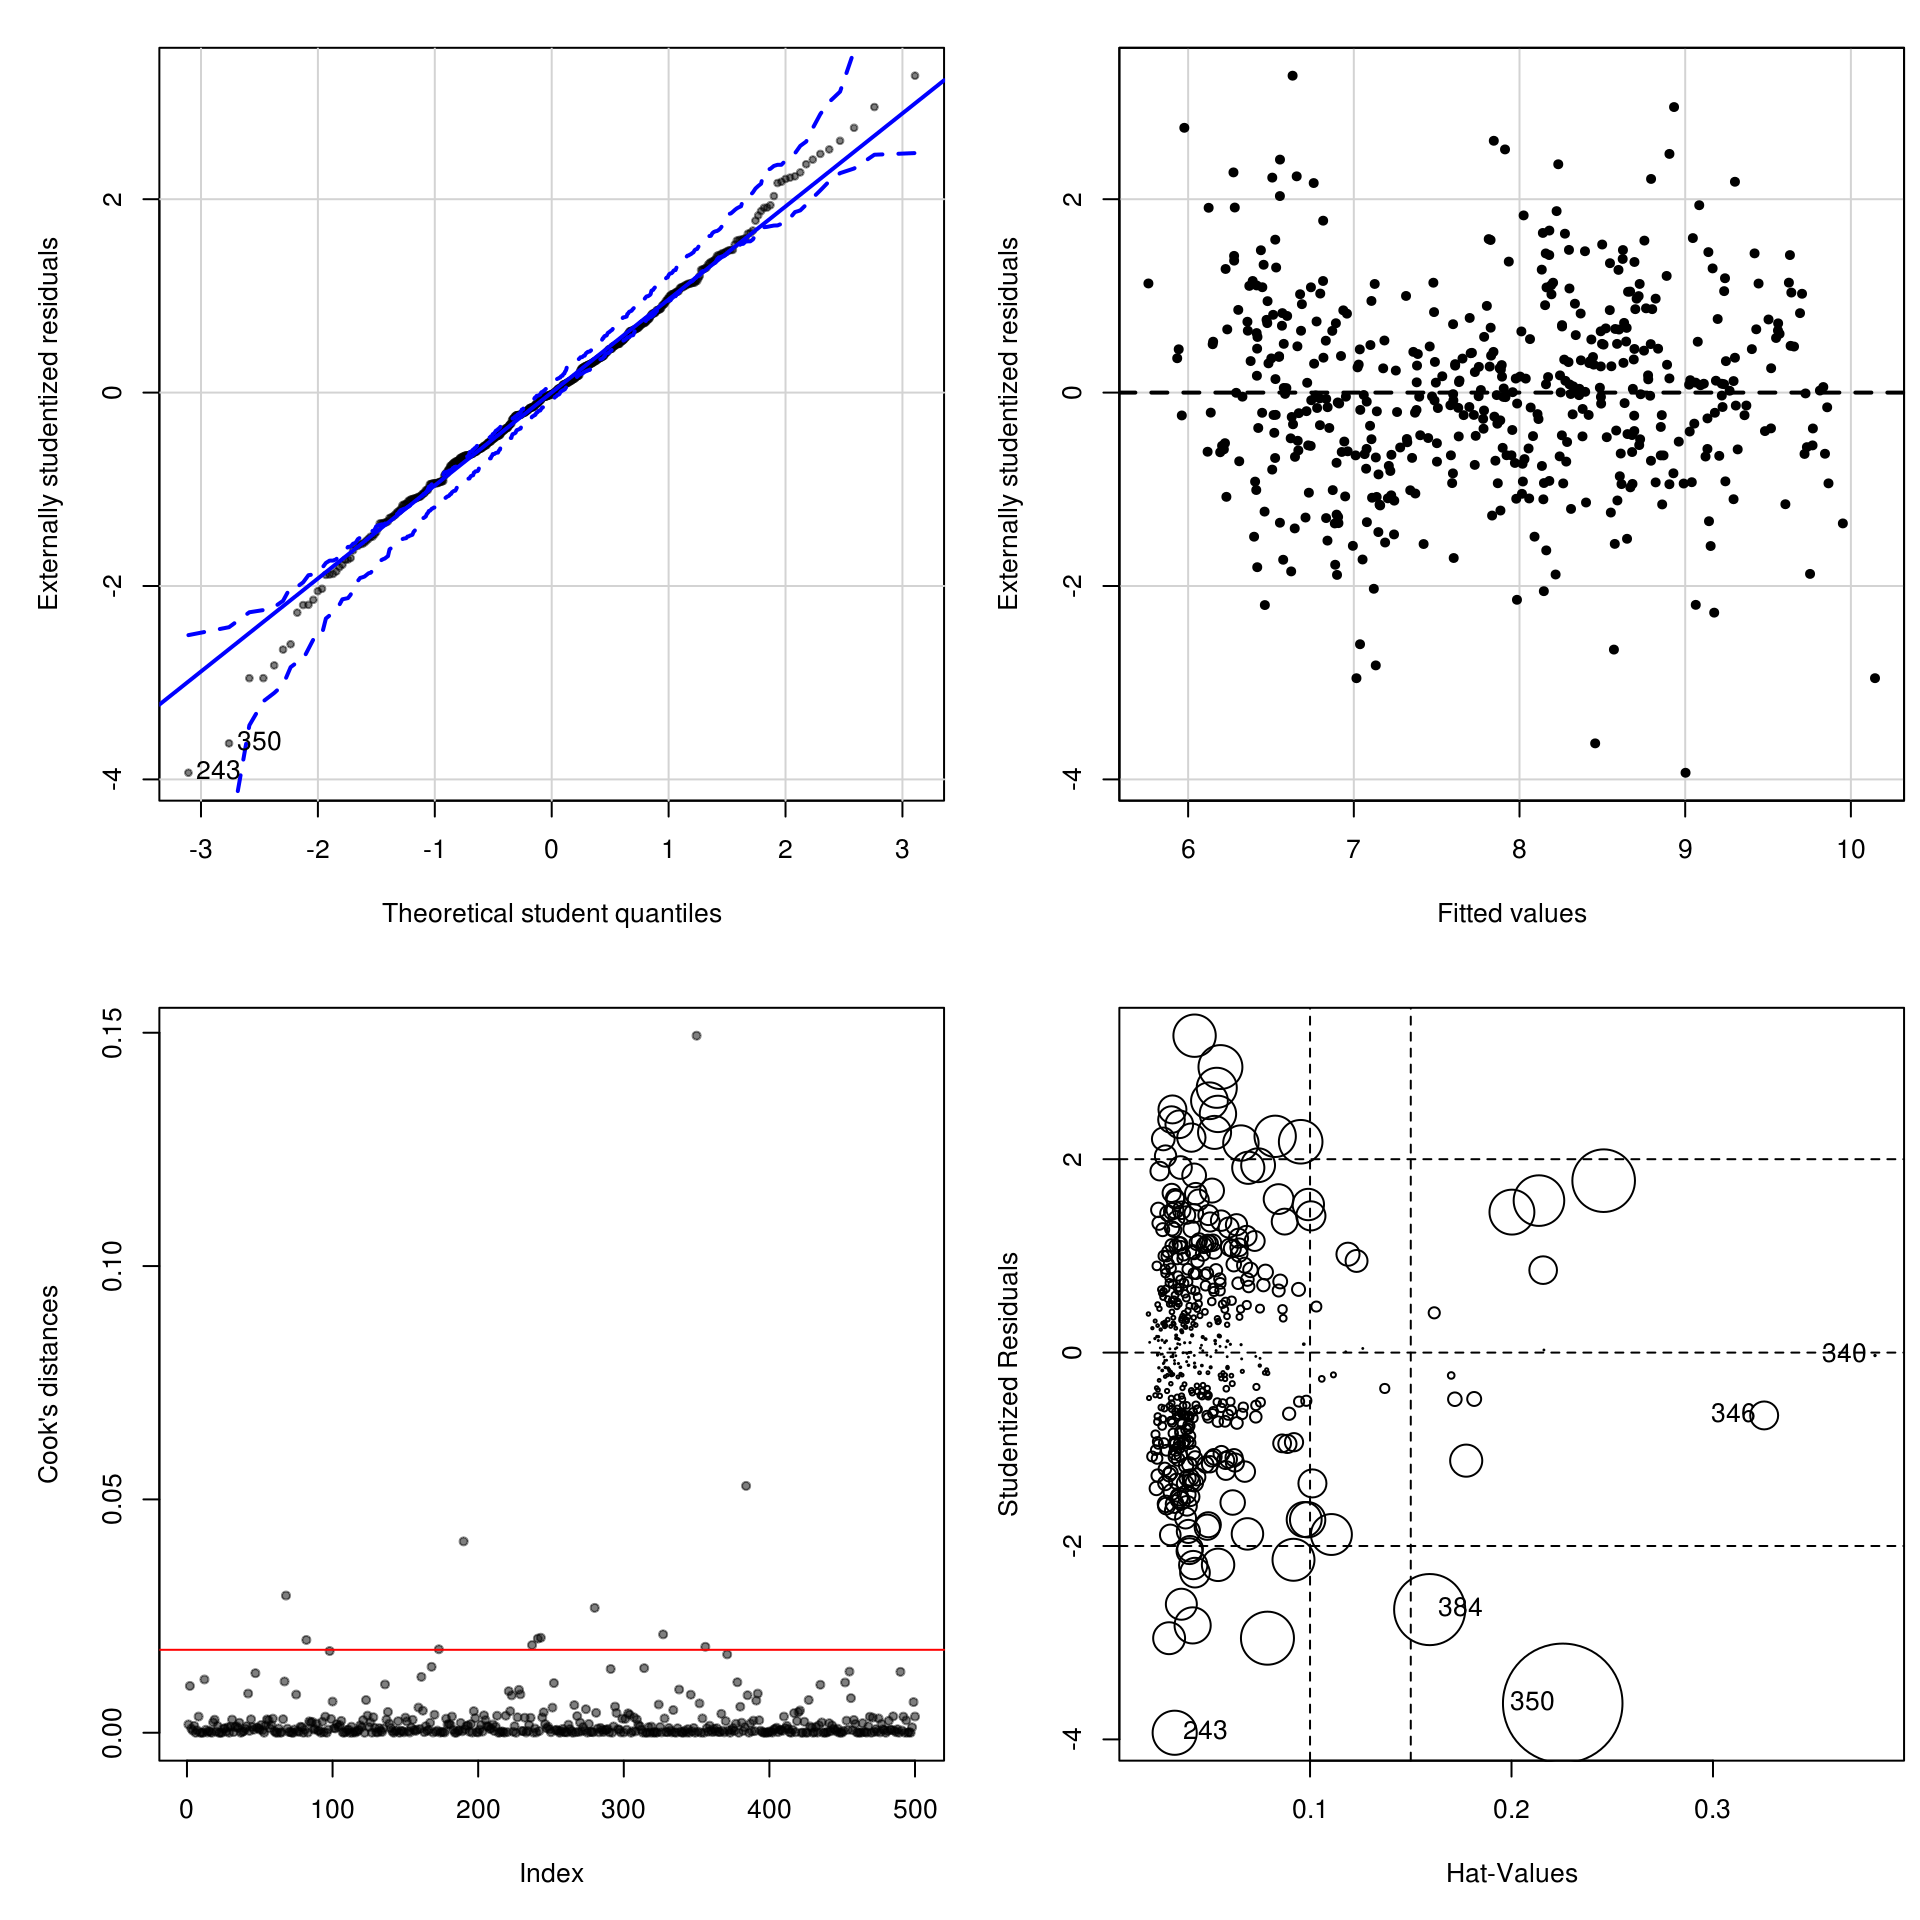 Externally studentized residuals
2
0
-2
-4
350
243
-3 -2 -1 0 1 2 3
Theoretical student quantiles
Externally studentized residuals
2
0
-2
-4
6 7 8 9 10
Fitted values
Cook's distances
0.15
0.10
0.05
0.00
0 100 200 300 400 500
Index
Studentized Residuals
2
0
-2
-4
340
346
384
350
243
0.1 0.2 0.3
Hat-Values